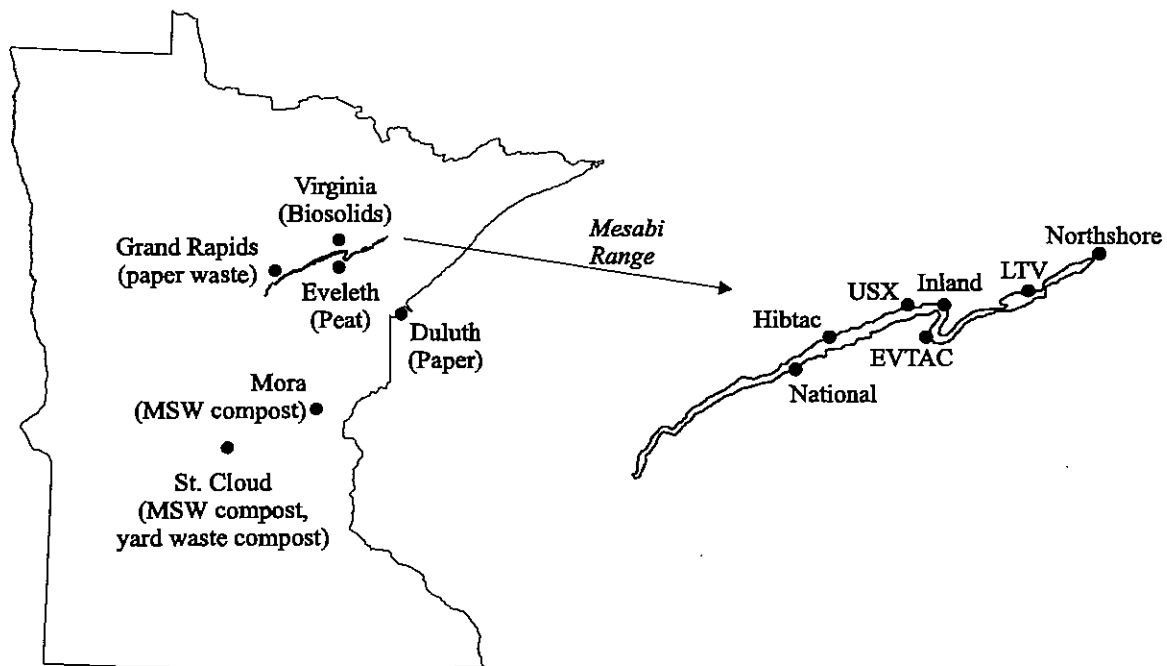 Virginia
(Biosolids)
Grand Rapids
(paper waste)
Eveleth
(Peat)
Duluth
(Paper)
Mora
(MSW compost)
St. Cloud
(MSW compost,
yard waste compost)
Mesabi
Range
Northshore
LTV
Inland
USX
Hibtac
EVTAC
National